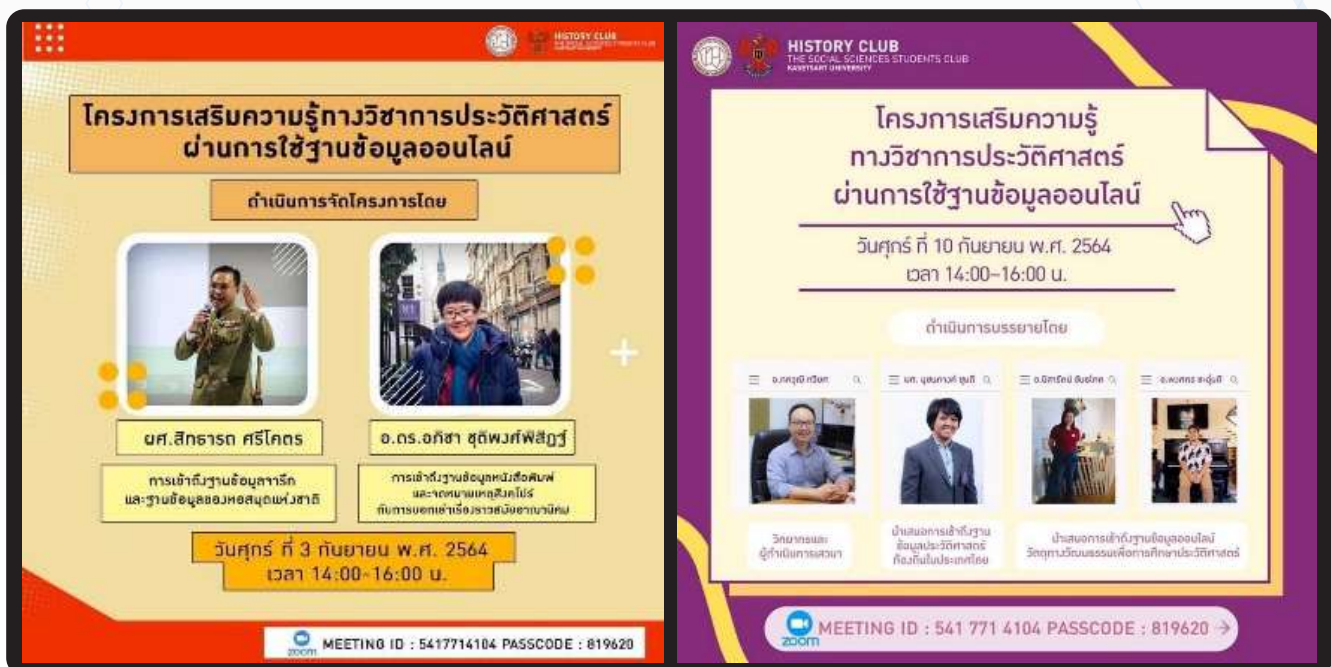 HISTORY CLUB
โครงการเสริมความรู้ทางวิชาการประวัติศาสตร์
ผ่านการใช้ฐานข้อมูลออนไลน์
ดำเนินการจัดโครงการโดย
ผศ.สิทธารถ ศรีโคตร
การเข้าถึงฐานข้อมูลจารึก
และฐานข้อมูลของหอสมุดแห่งชาติ
อ.ดร.อภิชา ชุติพงศ์พิสิฏฐ์
การเข้าถึงฐานข้อมูลหนังสือพิมพ์
และจดหมายเหตุสิงคโปร์
กับการบอกเล่าเรื่องราวสมัยอาณานิคม
วันศุกร์ ที่ 3 กันยายน พ.ศ. 2564
เวลา 14:00-16:00 น.
zoom MEETING ID : 5417714104 PASSCODE : 819620
HISTORY CLUB
THE SOCIAL SCIENCES STUDENTS CLUB
KASETSART UNIVERSITY
โครงการเสริมความรู้
ทางวิชาการประวัติศาสตร์
ผ่านการใช้ฐานข้อมูลออนไลน์
วันศุกร์ ที่ 10 กันยายน พ.ศ. 2564
เวลา 14:00-16:00 น.
ดำเนินการบรรยายโดย
วิทยากรและ
ผู้ดำเนินการเสวนา
นำเสนอการเข้าถึงฐาน
ข้อมูลประวัติศาสตร์
ท้องถิ่นในประเทศไทย
นำเสนอการเข้าถึงฐานข้อมูลออนไลน์
วัตถุทางวัฒนธรรมเพื่อการศึกษาประวัติศาสตร์
zoom MEETING ID : 541 771 4104 PASSCODE : 819620 →